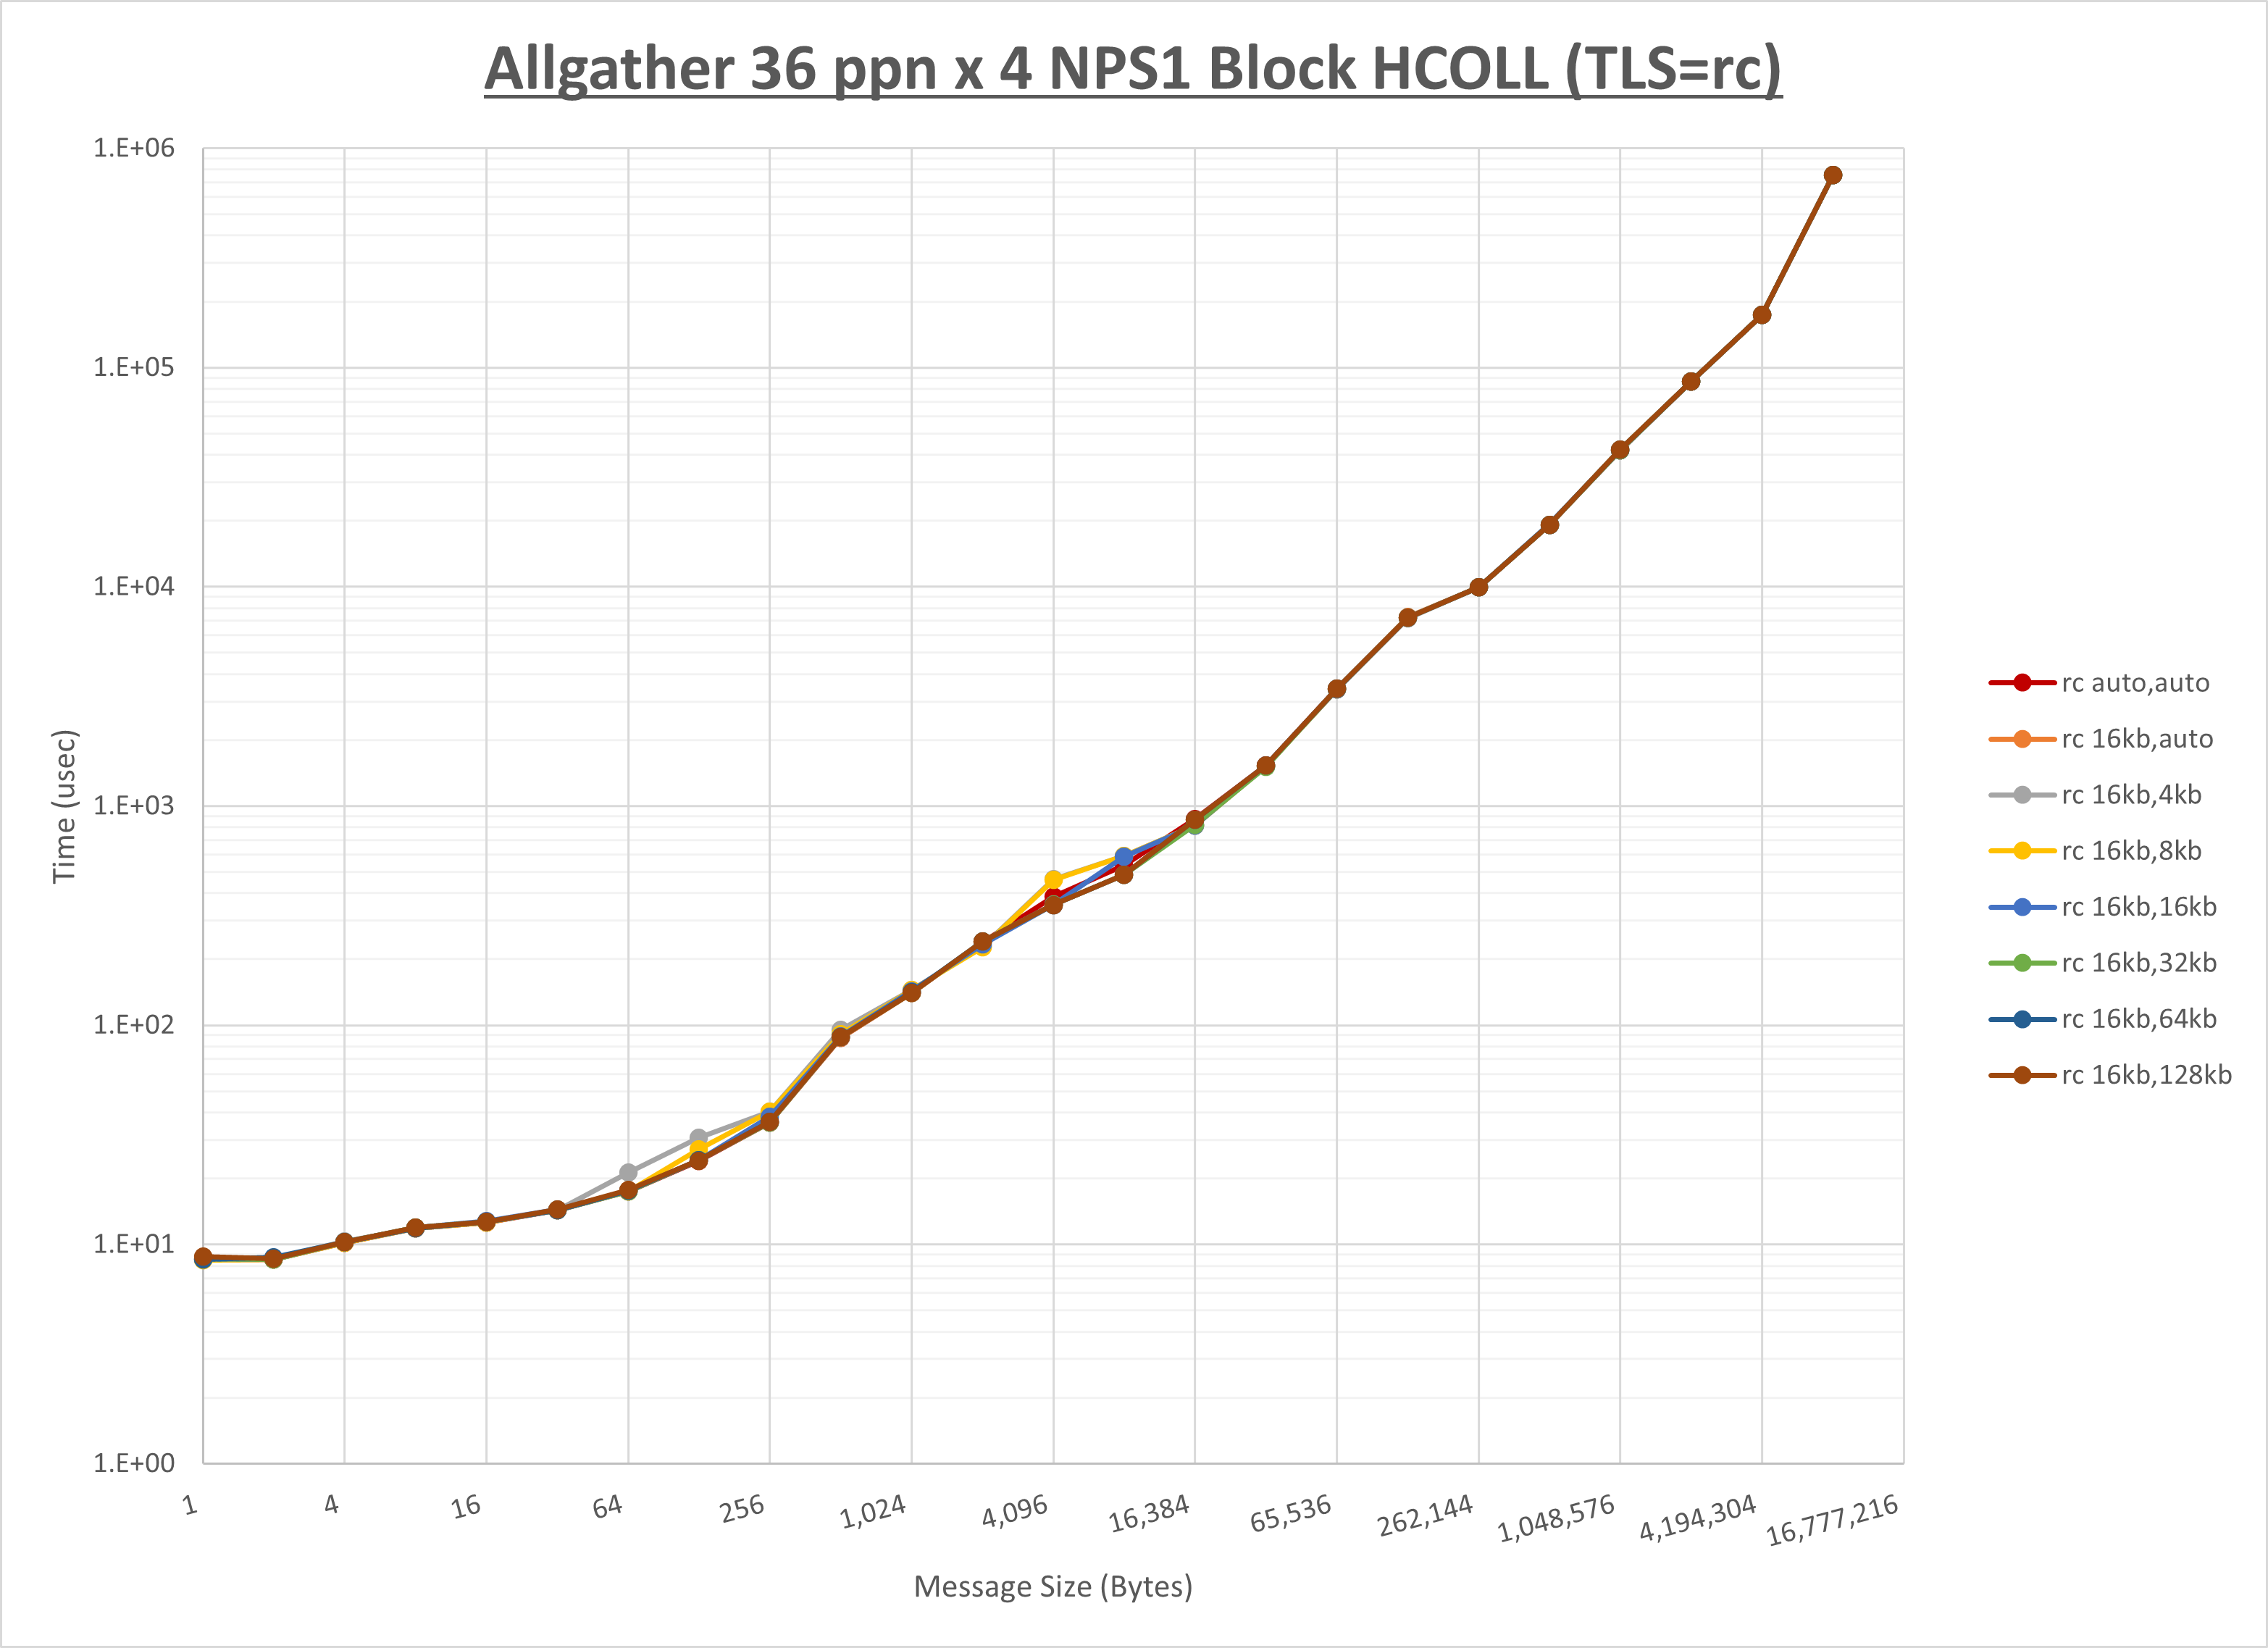 Allgather 36 ppn x 4 NPS1 Block HCOLL (TLS=rc)
1.E+06
1.E+05
1.E+04
1.E+03
1.E+02
1.E+01
1.E+00
Time (usec)
1
4
16
64
256
1,024
4,096
16,384
65,536
262,144
1,048,576
4,194,304
16,777,216
Message Size (Bytes)
rc auto,auto
rc 16kb,auto
rc 16kb,4kb
rc 16kb,8kb
rc 16kb,16kb
rc 16kb,32kb
rc 16kb,64kb
rc 16kb,128kb